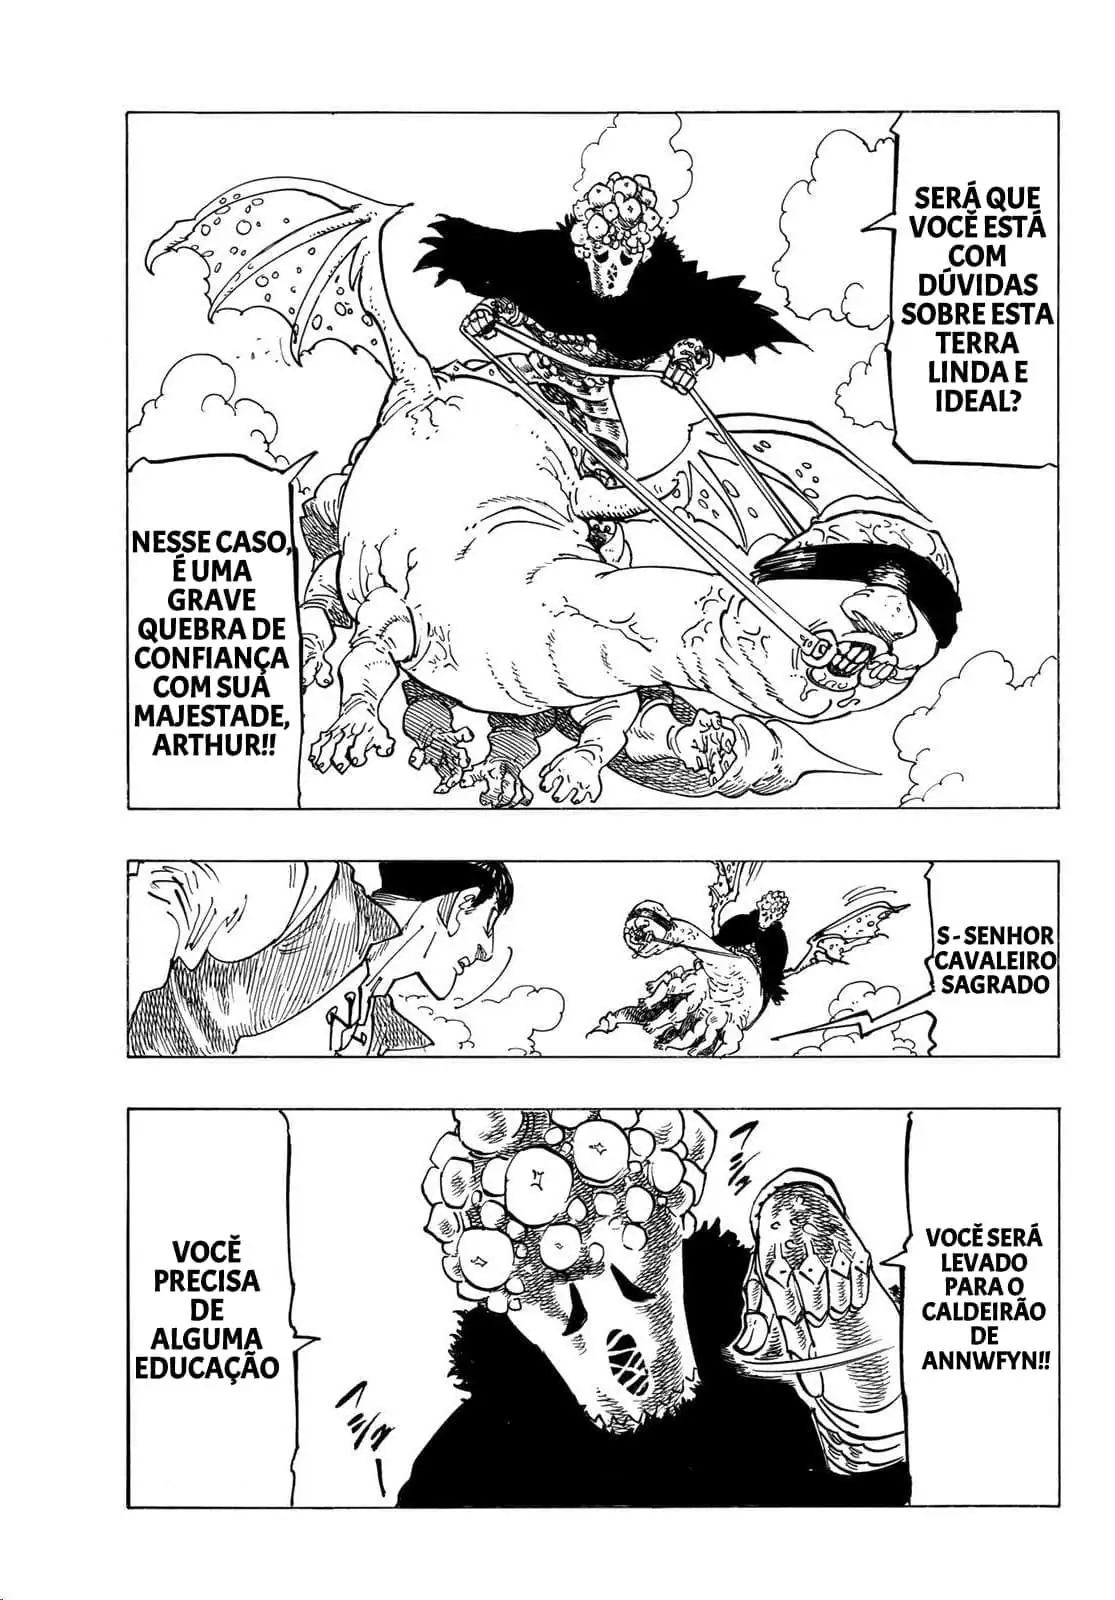 SERÁ QUE
VOCÊ ESTÁ
COM
DÚVIDAS
SOBRE ESTA
TERRA
LINDA E
IDEAL?
NESSE CASO,
É UMA
GRAVE
QUEBRA DE
CONFIANÇA
COM SUA
MAJESTADE,
ARTHUR!!
S-SENHOR
CAVALEIRO
SAGRADO
VOCÊ SERÁ
LEVADO
PARA O
CALDEIRÃO
DE
ANNWFYN!!
VOCÊ
PRECISA
DE
ALGUMA
EDUCAÇÃO